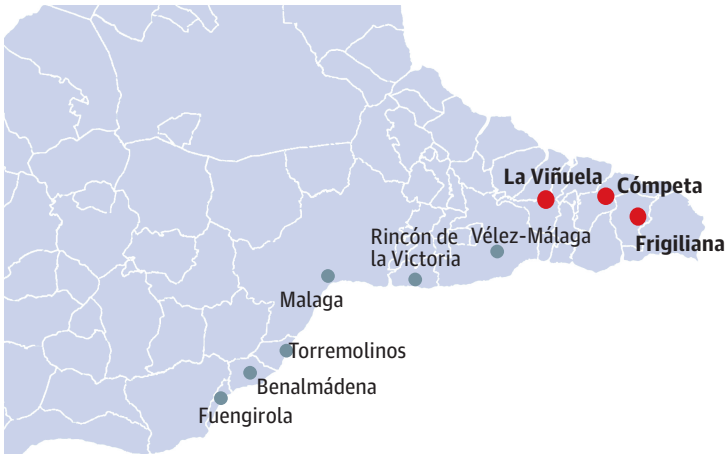 La Viñuela
Cómpeta
Frigiliana
Rincón de
la Victoria
Vélez-Málaga
Malaga
Torremolinos
Benalmádena
Fuengirola